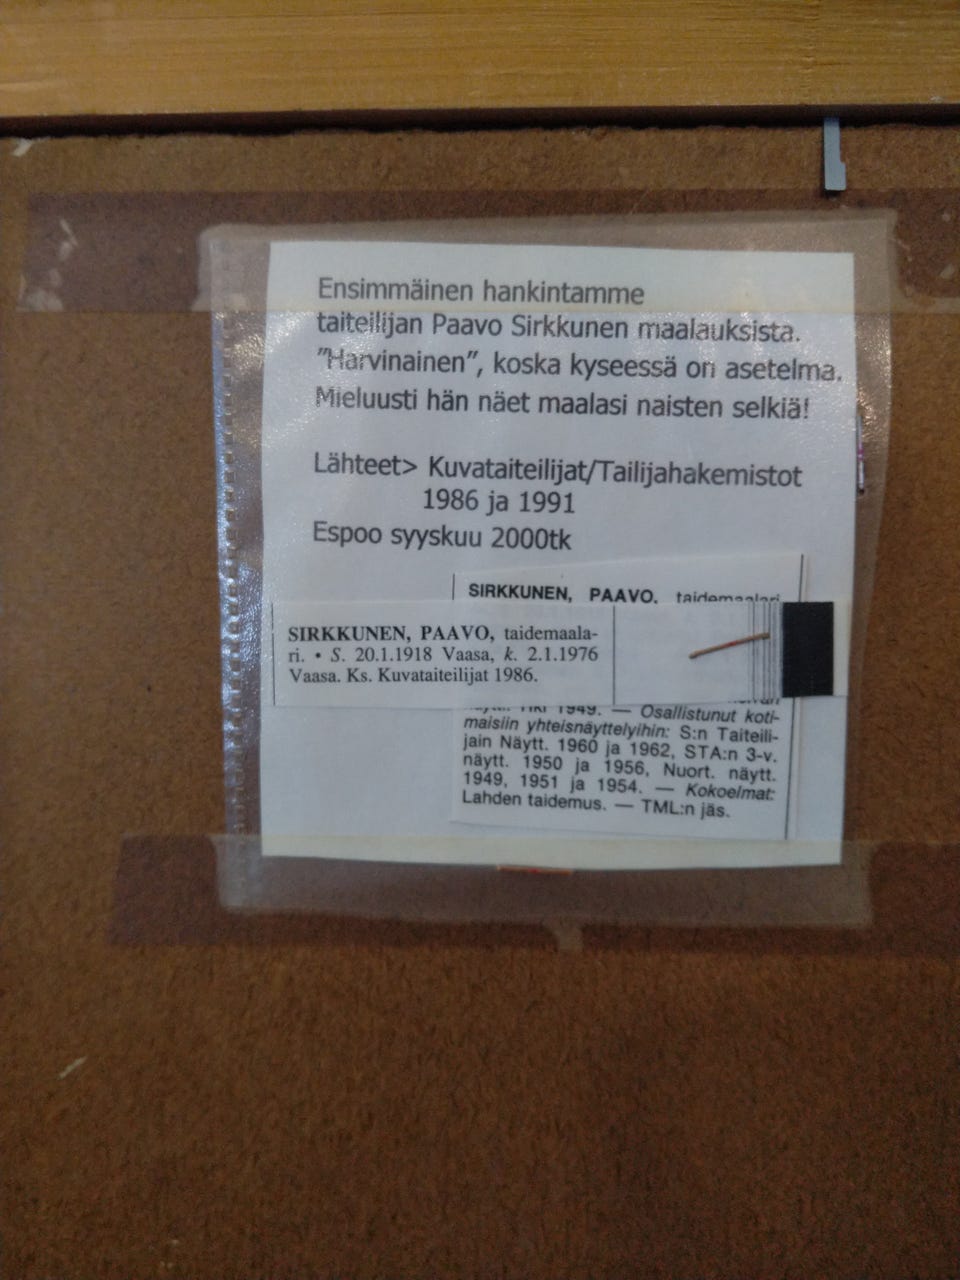 Ensimmäinen hankintamme
taiteilijan Paavo Sirkkunen maalauksista.
”Harvinainen”, koska kyseessä on asetelma.
Mieluusti hän näet maalasi naisten selkiä!
Lähteet> Kuvataiteilijat/Tailijahakemistot
1986 ja 1991
Espoo syyskuu 2000tk
SIRKKUNEN, PAAVO, taidemaalari
SIRKKUNEN, PAAVO, taidemaala-
ri. • S. 20.1.1918 Vaasa, k. 2.1.1976
Vaasa. Ks. Kuvataiteilijat 1986.
1949. — Osallistunut koti-
maisiin yhteisnäyttelyihin: S:n Taiteili-
jain Näytt. 1960 ja 1962, STA:n 3-v.
näytt. 1950 ja 1956, Nuort. näytt.
1949, 1951 ja 1954. — Kokoelmat:
Lahden taidemus. — TML:n jäs.